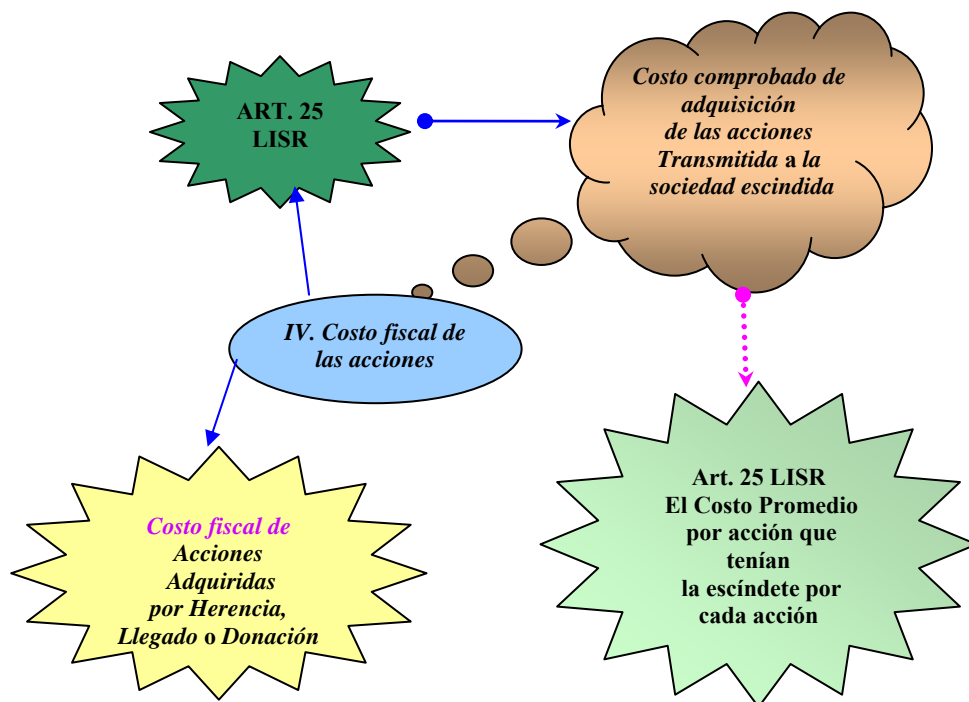 ART. 25
LISR
Costo comprobado de
adquisición
de las acciones
Transmitida a la
sociedad escindida
IV. Costo fiscal de
las acciones
Costo fiscal de
Acciones
Adquiridas
por Herencia,
Llegado o Donación
Art. 25 LISR
El Costo Promedio
por acción que
tenían
la escíndete por
cada acción